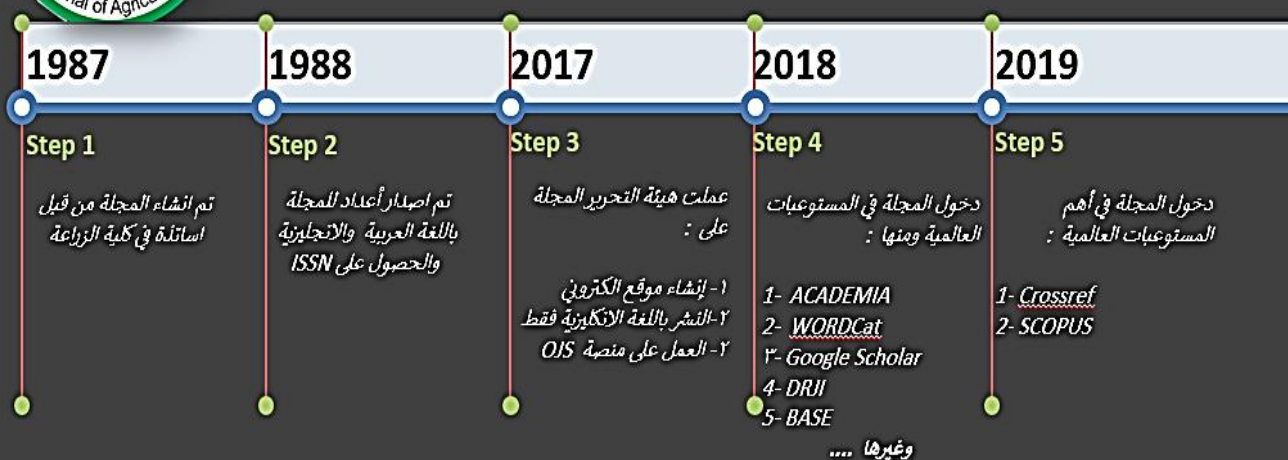 nal of Agricu
1987
1988
2017
2018
2019
Step 1
تم انشاء المجلة من قبل
اساتذة في كلية الزراعة
Step 2
تم اصدار أعداد للمجلة
باللغة العربية والانجليزية
والحصول على ISSN
Step 3
عملت هيئة التحرير المجلة
على :
١- إنشاء موقع الكتروني
٢-النشر باللغة الانكليزية فقط
٢- العمل على منصة OJS
Step 4
دخول المجلة في المستوعبات
العالمية ومنها :
1- ACADEMIA
2- WORDCat
٣- Google Scholar
4- DRJI
5- BASE
وغيرها ....
Step 5
دخول المجلة في أهم
المستوعبات العالمية :
1- Crossref
2- SCOPUS